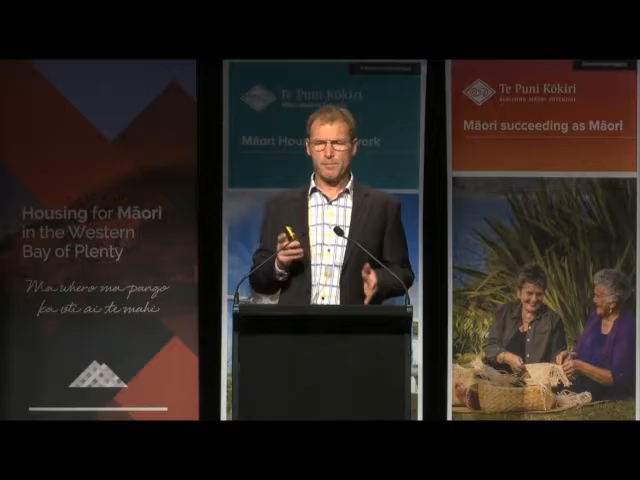 Housing for Māori
in the Western
Bay of Plenty
Ma whero ma pango
ka oti ai te mahi
Te Puni Kōkiri
Māori Hou work
Te Puni Kōkiri
Māori succeeding as Māori